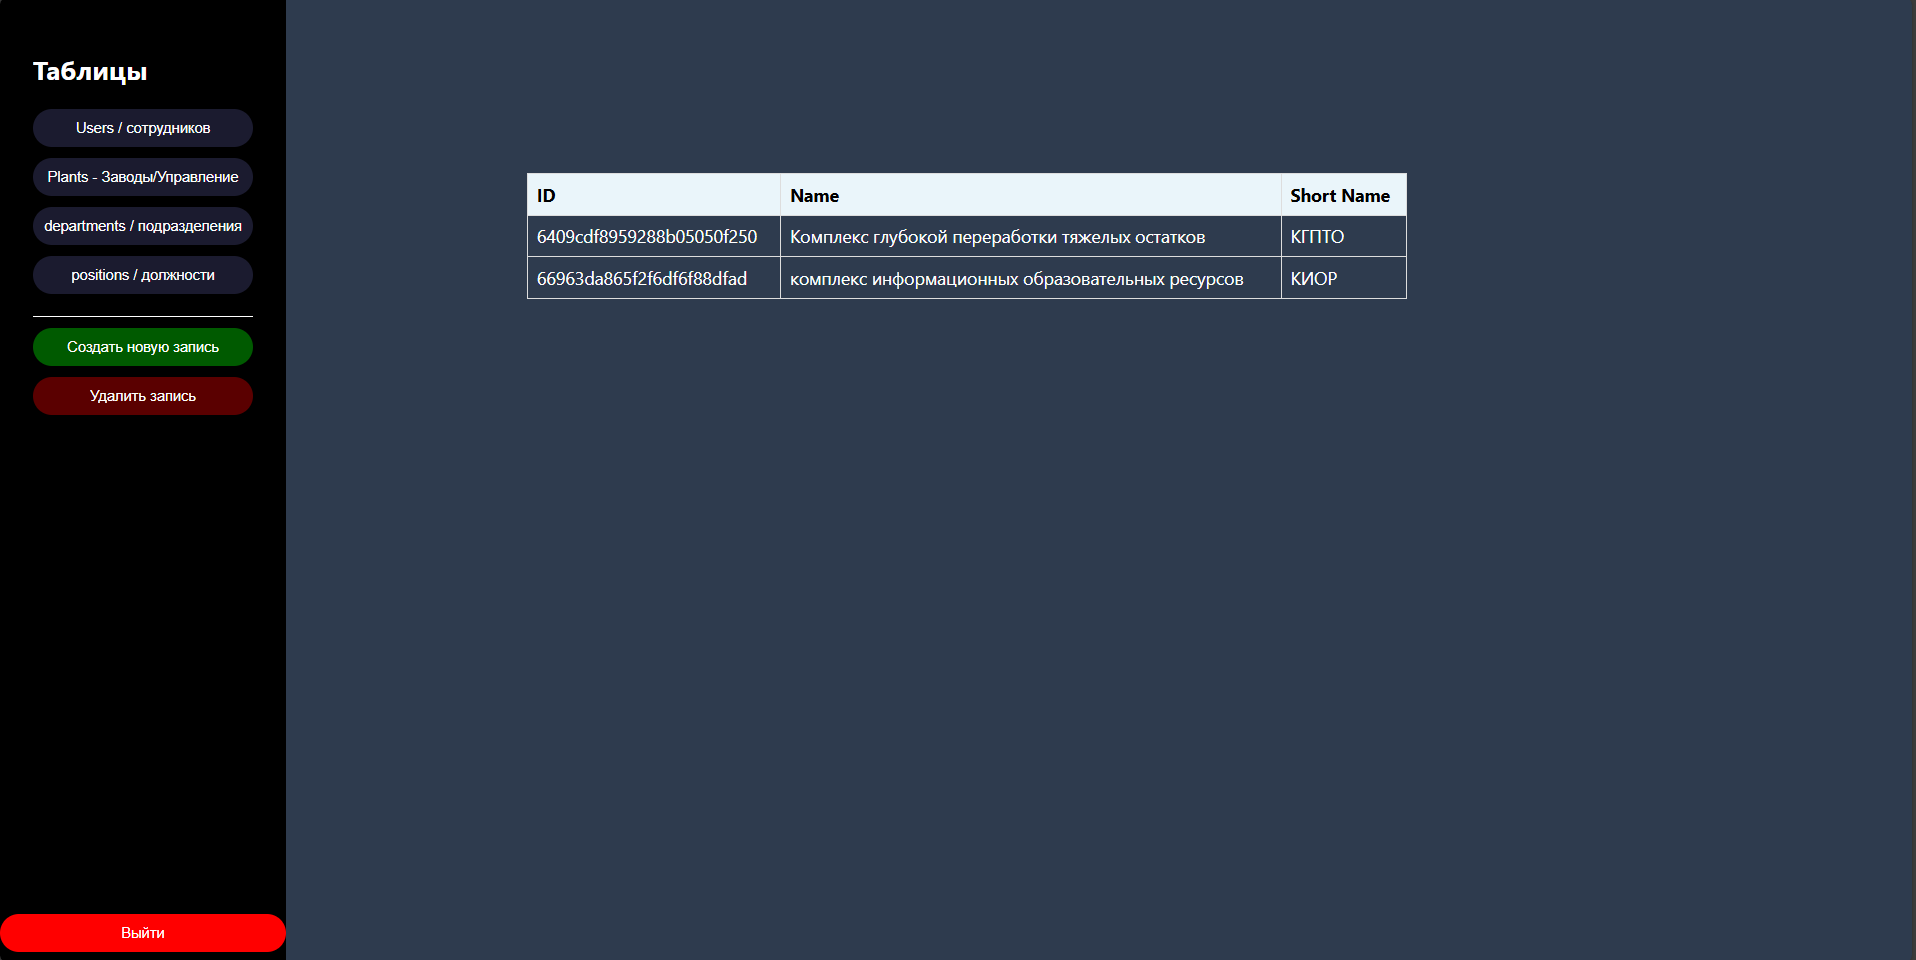 Таблицы
Users / сотрудников
Plants - Заводы/Управление
departments / подразделения
positions / должности
Создать новую запись
Удалить запись
Выйти
ID Name Short Name
6409cdf8959288b05050f250 Комплекс глубокой переработки тяжелых остатков КГПТО
66963da865f2f6df6f88dfad комплекс информационных образовательных ресурсов КИОР